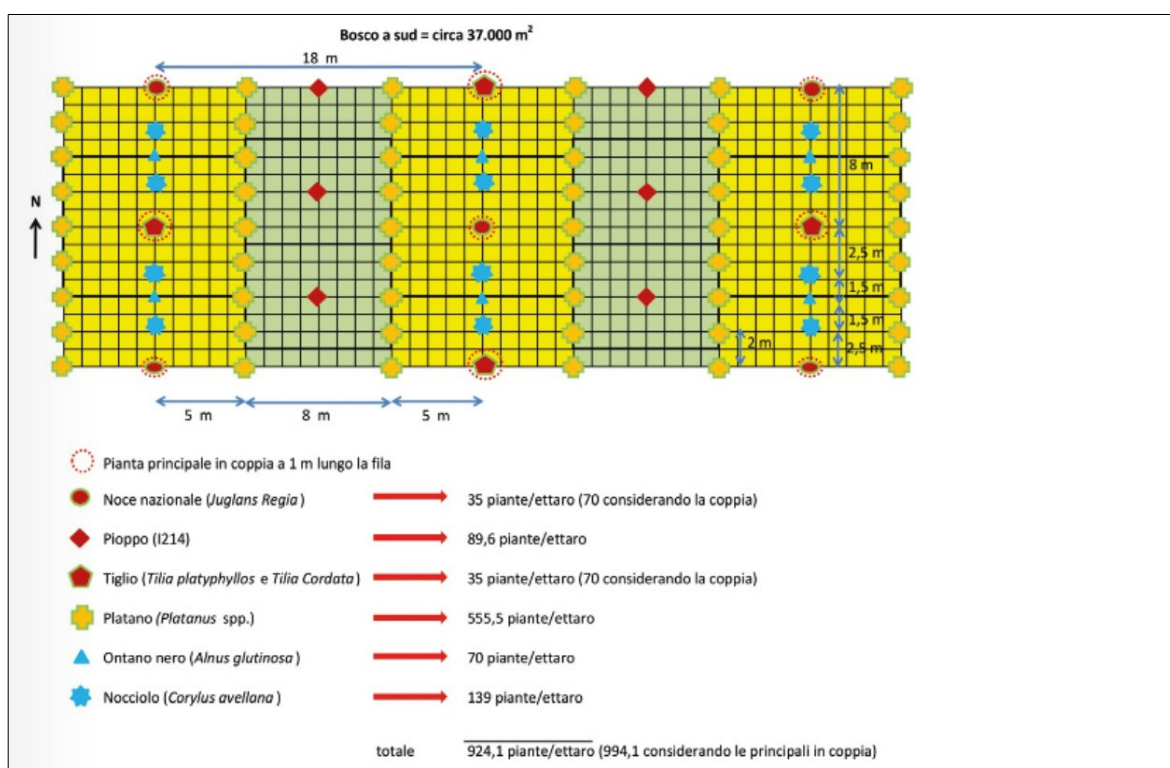 Bosco a sud = circa 37.000 m²
18 m
N
8 m
2,5 m
1,5 m
1,5 m
2 m
2,5 m
5 m
8 m
5 m
Pianta principale in coppia a 1 m lungo la fila
Noce nazionale (Juglans Regia) 35 piante/ettaro (70 considerando la coppia)
Pioppo (I214) 89,6 piante/ettaro
Tiglio (Tilia platyphyllos e Tilia Cordata) 35 piante/ettaro (70 considerando la coppia)
Platano (Platanus spp.) 555,5 piante/ettaro
Ontano nero (Alnus glutinosa) 70 piante/ettaro
Nocciolo (Corylus avellana) 139 piante/ettaro
totale 924,1 piante/ettaro (994,1 considerando le principali in coppia)